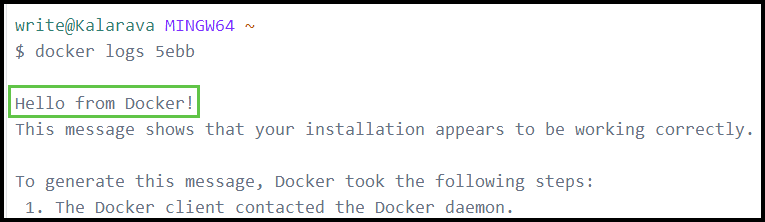 write@Kalarava MINGW64 ~
$ docker logs 5ebb
Hello from Docker!
This message shows that your installation appears to be working correctly.
To generate this message, Docker took the following steps:
1. The Docker client contacted the Docker daemon.